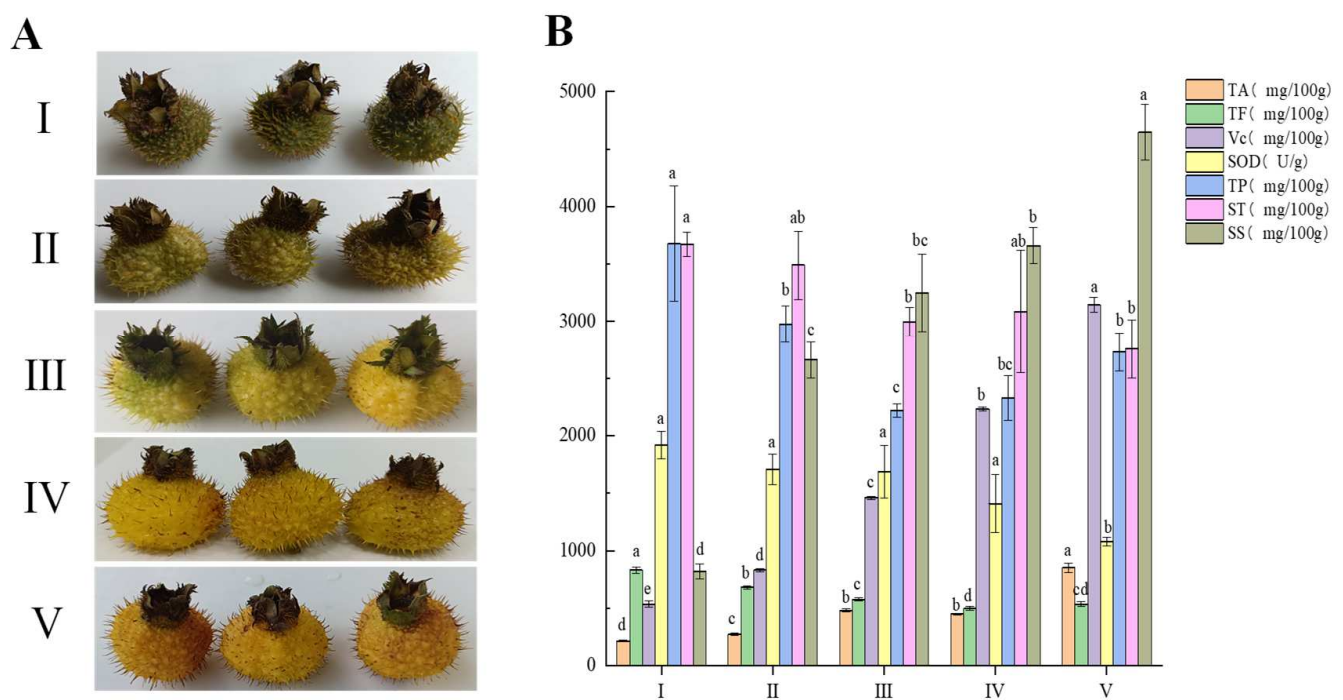 A
B
I
II
III
IV
V
5000
4000
3000
2000
1000
0
TA( mg/100g)
TF( mg/100g)
Vc( mg/100g)
SOD( U/g)
TP( mg/100g)
ST( mg/100g)
SS( mg/100g)
d a e a a a d
c b d a b ab c
b c c a c b bc
b d b a bc ab b
a cd a b b b a
I II III IV V